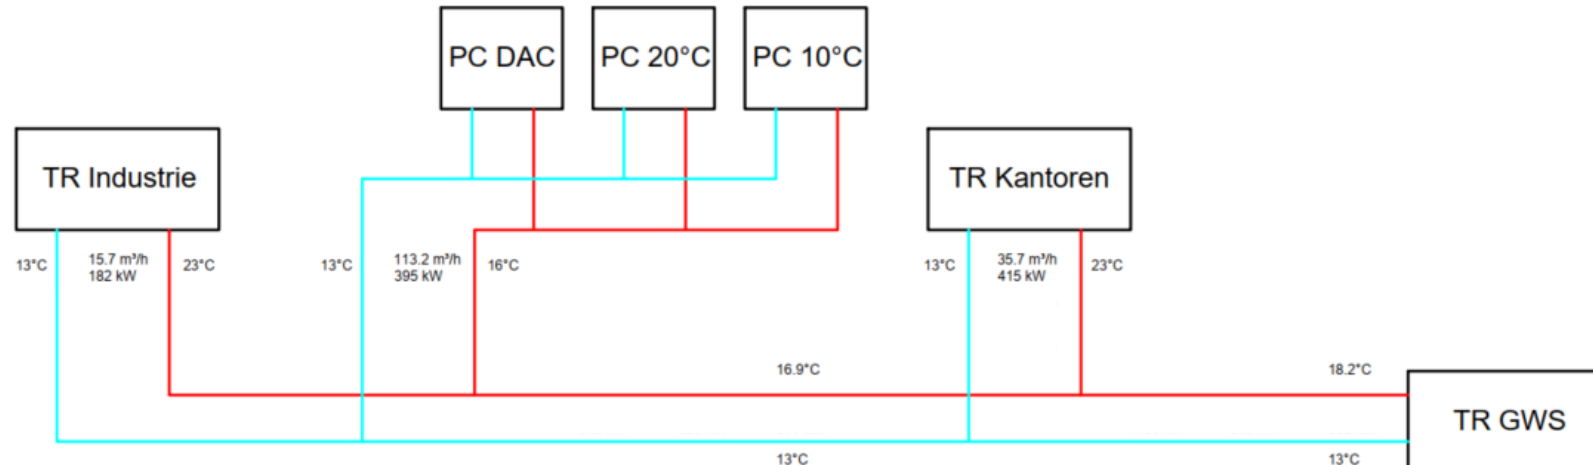 PC DAC
PC 20°C
PC 10°C
TR Industrie
TR Kantoren
13°C
15.7 m³/h
182 kW
23°C
13°C
113.2 m³/h
395 kW
16°C
13°C
35.7 m³/h
415 kW
23°C
16.9°C
18.2°C
TR GWS
13°C
13°C